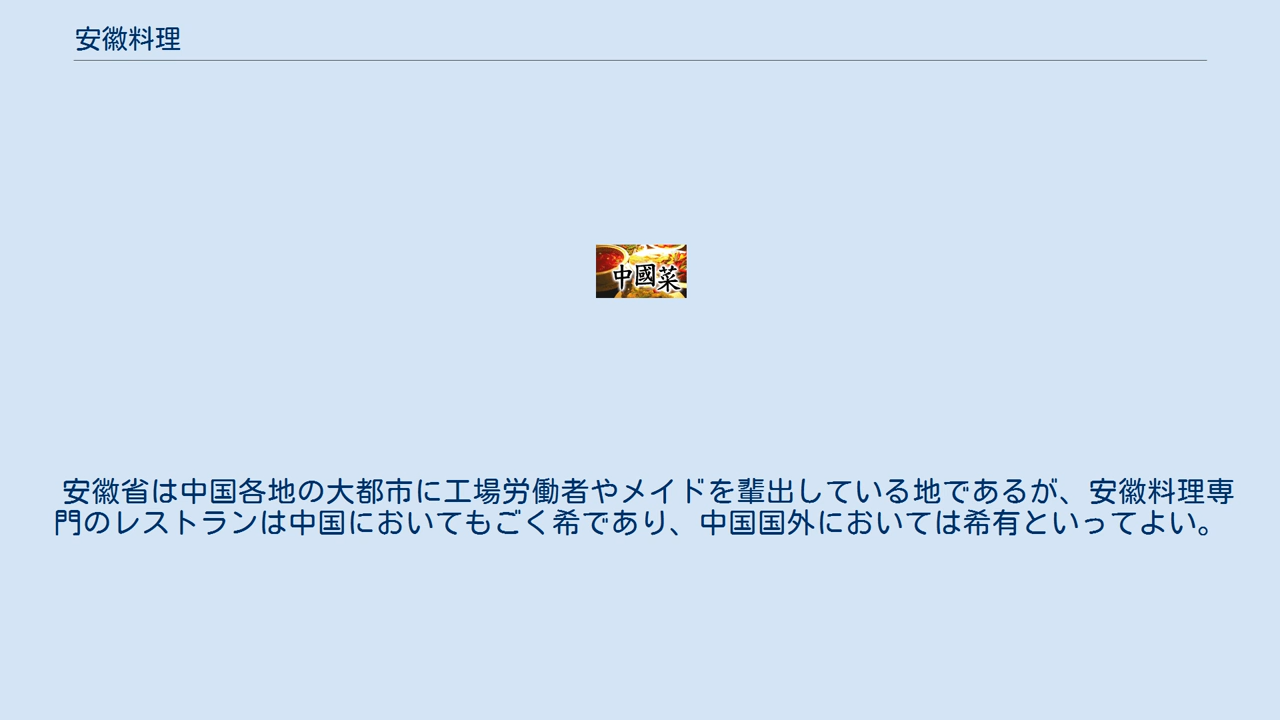 安徽料理
中國菜
安徽省は中国各地の大都市に工場労働者やメイドを輩出している地であるが、安徽料理専
門のレストランは中国においてもごく希であり、中国国外においては希有といってよい。